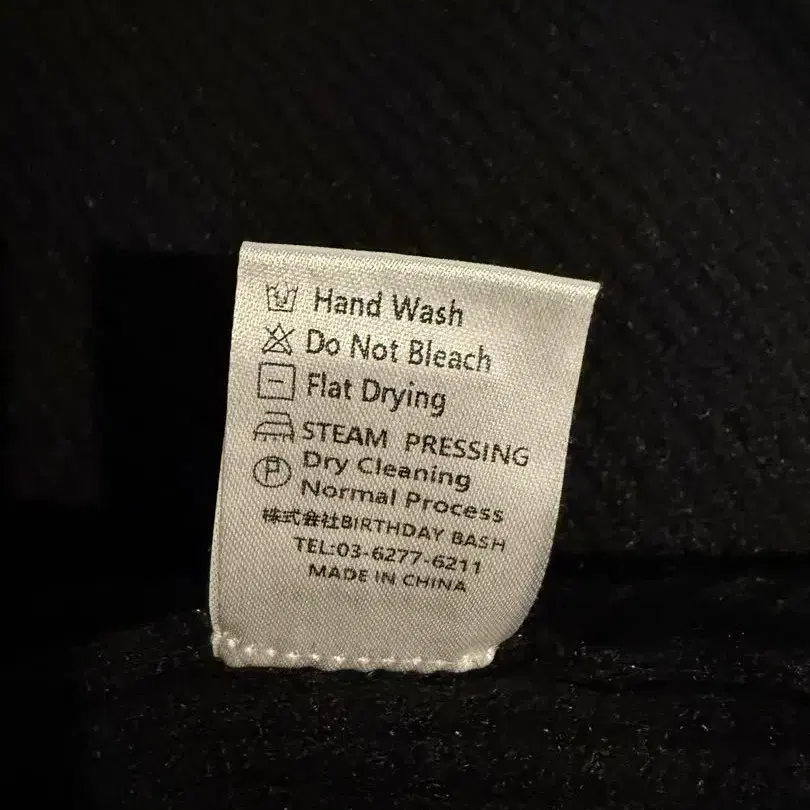 Hand Wash
Do Not Bleach
Flat Drying
STEAM PRESSING
P Dry Cleaning
Normal Process
株式会社BIRTHDAY BASH
TEL:03-6277-6211
MADE IN CHINA